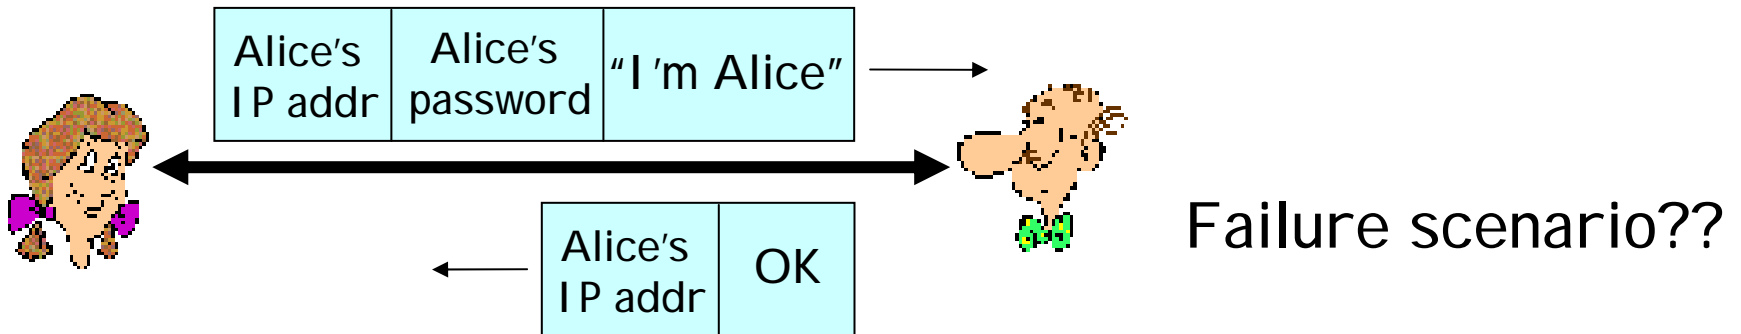 Alice's
IP addr
Alice's
password
"I'm Alice"
Failure scenario??
Alice's
IP addr
OK